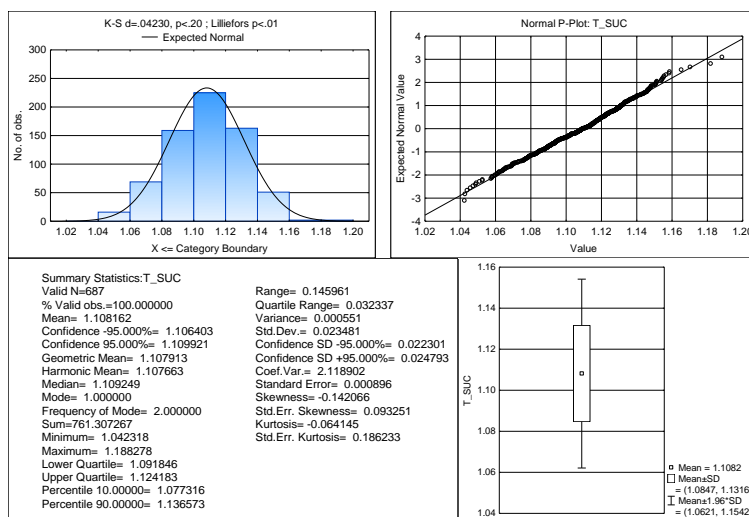 K-S d=.04230, p<.20 ; Lilliefors p<.01
Expected Normal
300
250
200
150
100
50
0
No. of obs.
1.02 1.04 1.06 1.08 1.10 1.12 1.14 1.16 1.18 1.20
X <= Category Boundary
Normal P-Plot: T_SUC
4
3
2
1
0
-1
-2
-3
-4
Expected Normal Value
1.02 1.04 1.06 1.08 1.10 1.12 1.14 1.16 1.18 1.20
Value
Summary Statistics:T_SUC
Valid N=687
% Valid obs.=100.000000
Mean= 1.108162
Confidence -95.000%= 1.106403
Confidence 95.000%= 1.109921
Geometric Mean= 1.107913
Harmonic Mean= 1.107663
Median= 1.109249
Mode= 1.000000
Frequency of Mode= 2.000000
Sum=761.307267
Minimum= 1.042318
Maximum= 1.188278
Lower Quartile= 1.091846
Upper Quartile= 1.124183
Percentile 10.00000= 1.077316
Percentile 90.00000= 1.136573
Range= 0.145961
Quartile Range= 0.032337
Variance= 0.000551
Std.Dev.= 0.023481
Confidence SD -95.000%= 0.022301
Confidence SD +95.000%= 0.024793
Coef.Var.= 2.118902
Standard Error= 0.000896
Skewness= -0.142066
Std.Err. Skewness= 0.093251
Kurtosis= -0.064145
Std.Err. Kurtosis= 0.186233
1.16
1.14
1.12
1.10
1.08
1.06
1.04
T_SUC
Mean = 1.1082
Mean±SD
= (1.0847, 1.1316)
Mean±1.96*SD
= (1.0621, 1.1542)